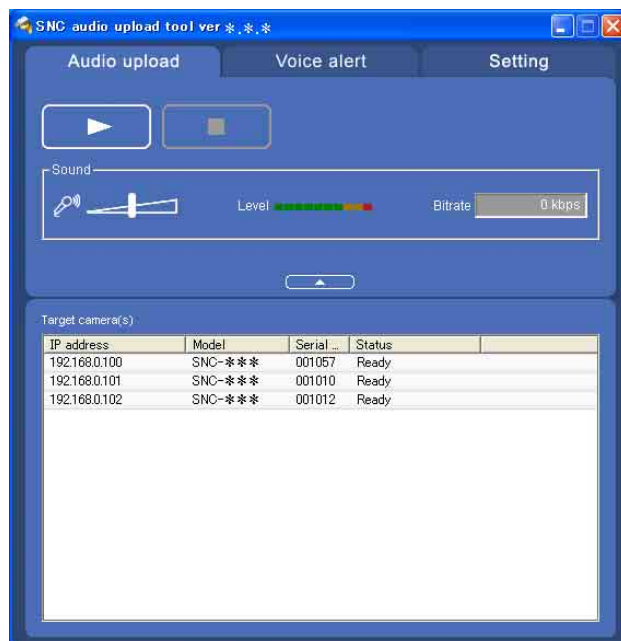 SNC audio upload tool ver *.*.*
Audio upload Voice alert Setting
Sound
Level Bitrate 0 kbps
Target camera(s)
IP address Model Serial ... Status
192.168.0.100 SNC-*** 001057 Ready
192.168.0.101 SNC-*** 001010 Ready
192.168.0.102 SNC-*** 001012 Ready